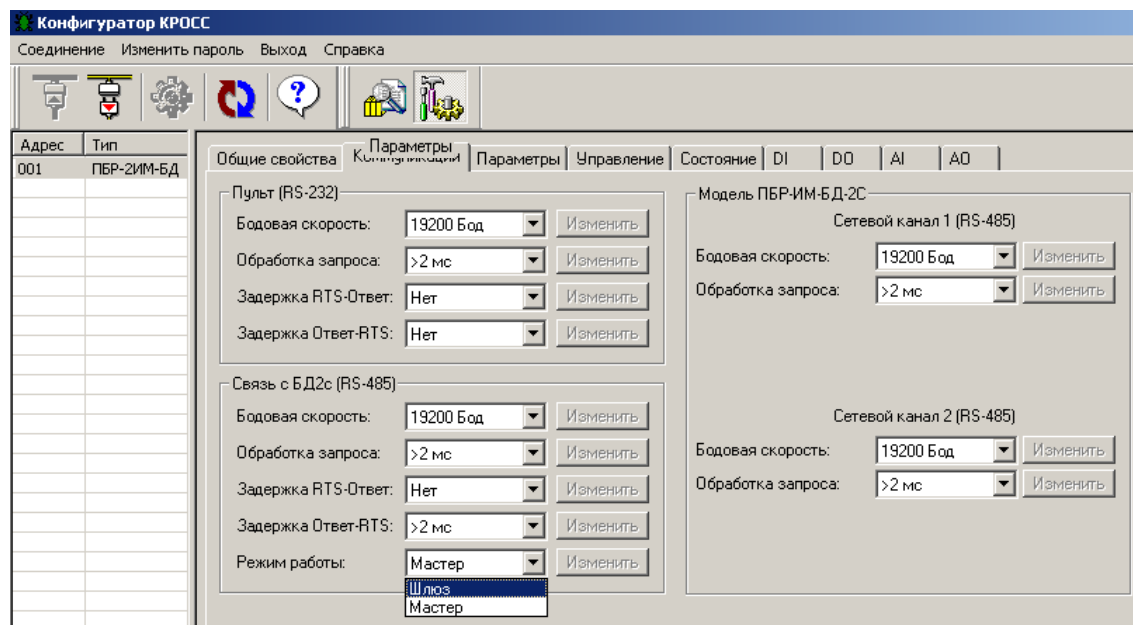 Конфигуратор КРОСС
Соединение Изменить пароль Выход Справка
Адрес Тип
001 ПБР-2ИМ-БД
Общие свойства Параметры Коммуникации Параметры Управление Состояние DI DO AI AO
Пульт (RS-232)
Бодовая скорость: 19200 Бод Изменить
Обработка запроса: >2 мс Изменить
Задержка RTS-Ответ: Нет Изменить
Задержка Ответ-RTS: Нет Изменить
Связь с БД2с (RS-485)
Бодовая скорость: 19200 Бод Изменить
Обработка запроса: >2 мс Изменить
Задержка RTS-Ответ: Нет Изменить
Задержка Ответ-RTS: >2 мс Изменить
Режим работы: Мастер Изменить
Шлюз
Мастер
Модель ПБР-ИМ-БД-2С
Сетевой канал 1 (RS-485)
Бодовая скорость: 19200 Бод Изменить
Обработка запроса: >2 мс Изменить
Сетевой канал 2 (RS-485)
Бодовая скорость: 19200 Бод Изменить
Обработка запроса: >2 мс Изменить